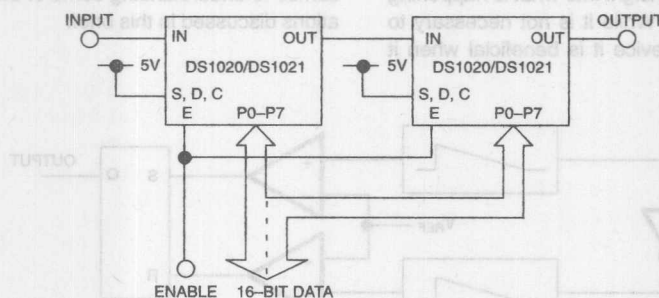 INPUT
OUTPUT
IN
OUT
IN
OUT
5V
DS1020/DS1021
5V
DS1020/DS1021
S, D, C
S, D, C
E
P0–P7
E
P0–P7
ENABLE
16–BIT DATA